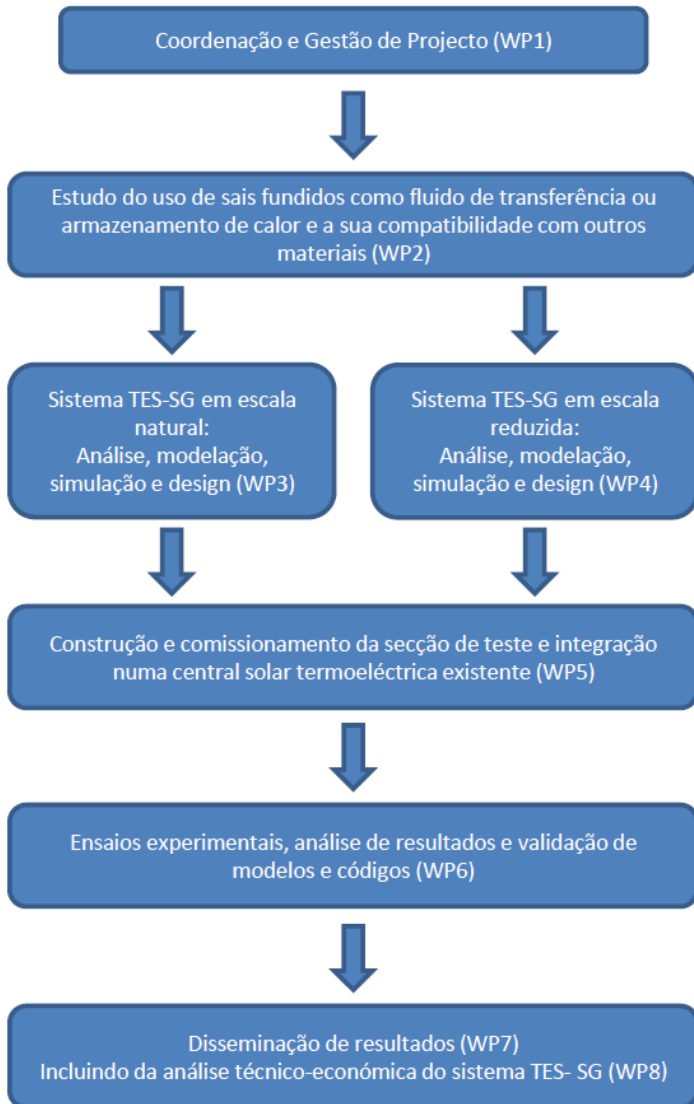 Coordenação e Gestão de Projecto (WP1)
Estudo do uso de sais fundidos como fluido de transferência ou
armazenamento de calor e a sua compatibilidade com outros
materiais (WP2)
Sistema TES-SG em escala
natural:
Análise, modelação,
simulação e design (WP3)
Sistema TES-SG em escala
reduzida:
Análise, modelação,
simulação e design (WP4)
Construção e comissionamento da secção de teste e integração
numa central solar termoeléctrica existente (WP5)
Ensaios experimentais, análise de resultados e validação de
modelos e códigos (WP6)
Disseminação de resultados (WP7)
Incluindo da análise técnico-económica do sistema TES- SG (WP8)